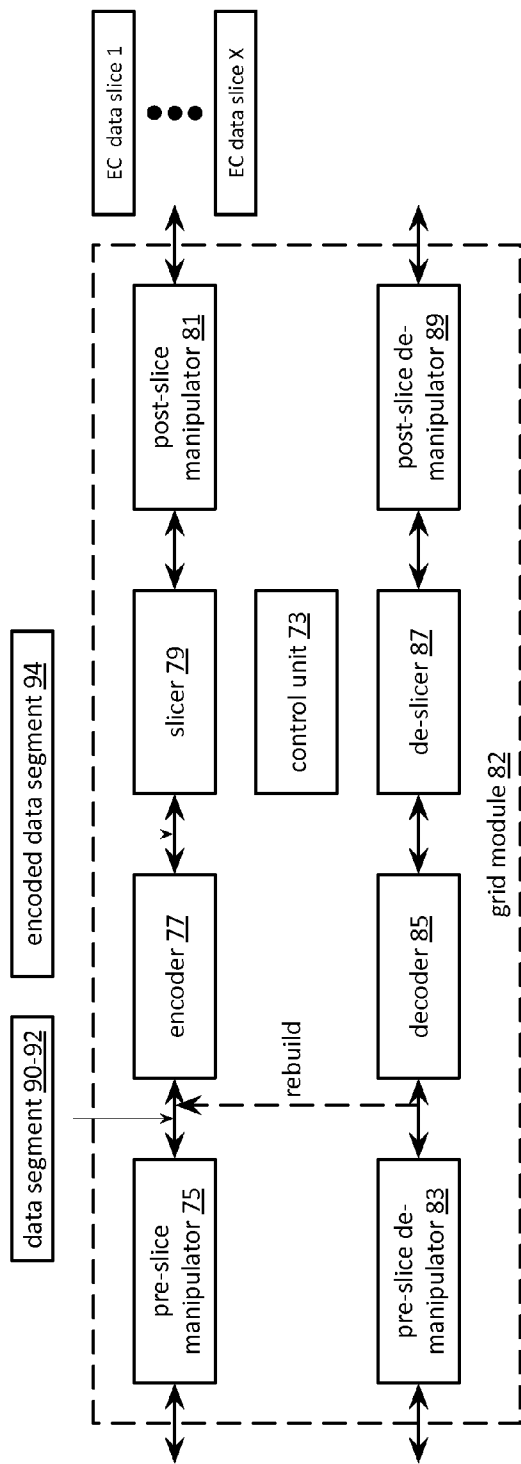 data segment 90-92
encoded data segment 94
pre-slice
manipulator 75
encoder 77
slicer 79
post-slice
manipulator 81
EC data slice 1
EC data slice X
rebuild
control unit 73
pre-slice de-
manipulator 83
decoder 85
de-slicer 87
post-slice de-
manipulator 89
grid module 82